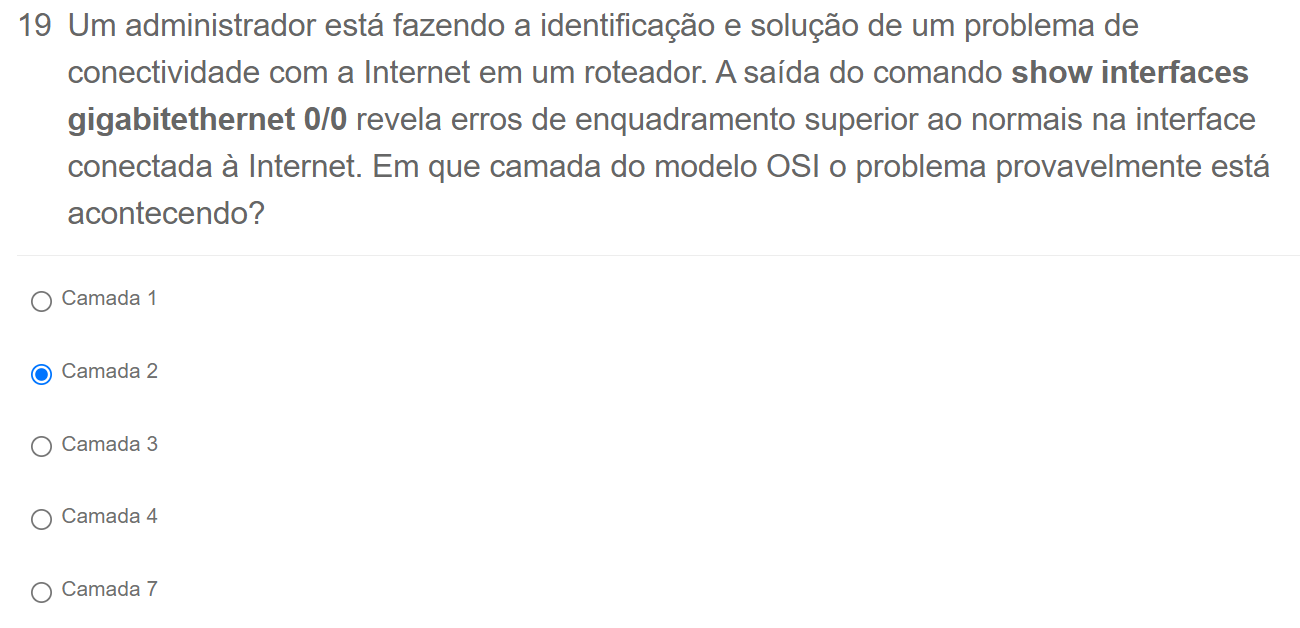 19 Um administrador está fazendo a identificação e solução de um problema de
conectividade com a Internet em um roteador. A saída do comando show interfaces
gigabitethernet 0/0 revela erros de enquadramento superior ao normais na interface
conectada à Internet. Em que camada do modelo OSI o problema provavelmente está
acontecendo?
Camada 1
Camada 2
Camada 3
Camada 4
Camada 7